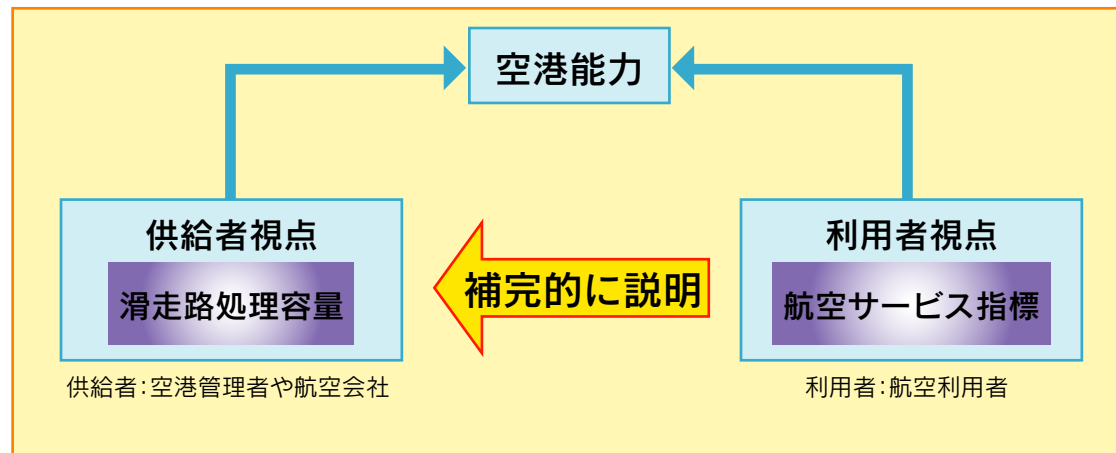 空港能力
供給者視点
滑走路処理容量
補完的に説明
利用者視点
航空サービス指標
供給者：空港管理者や航空会社
利用者：航空利用者